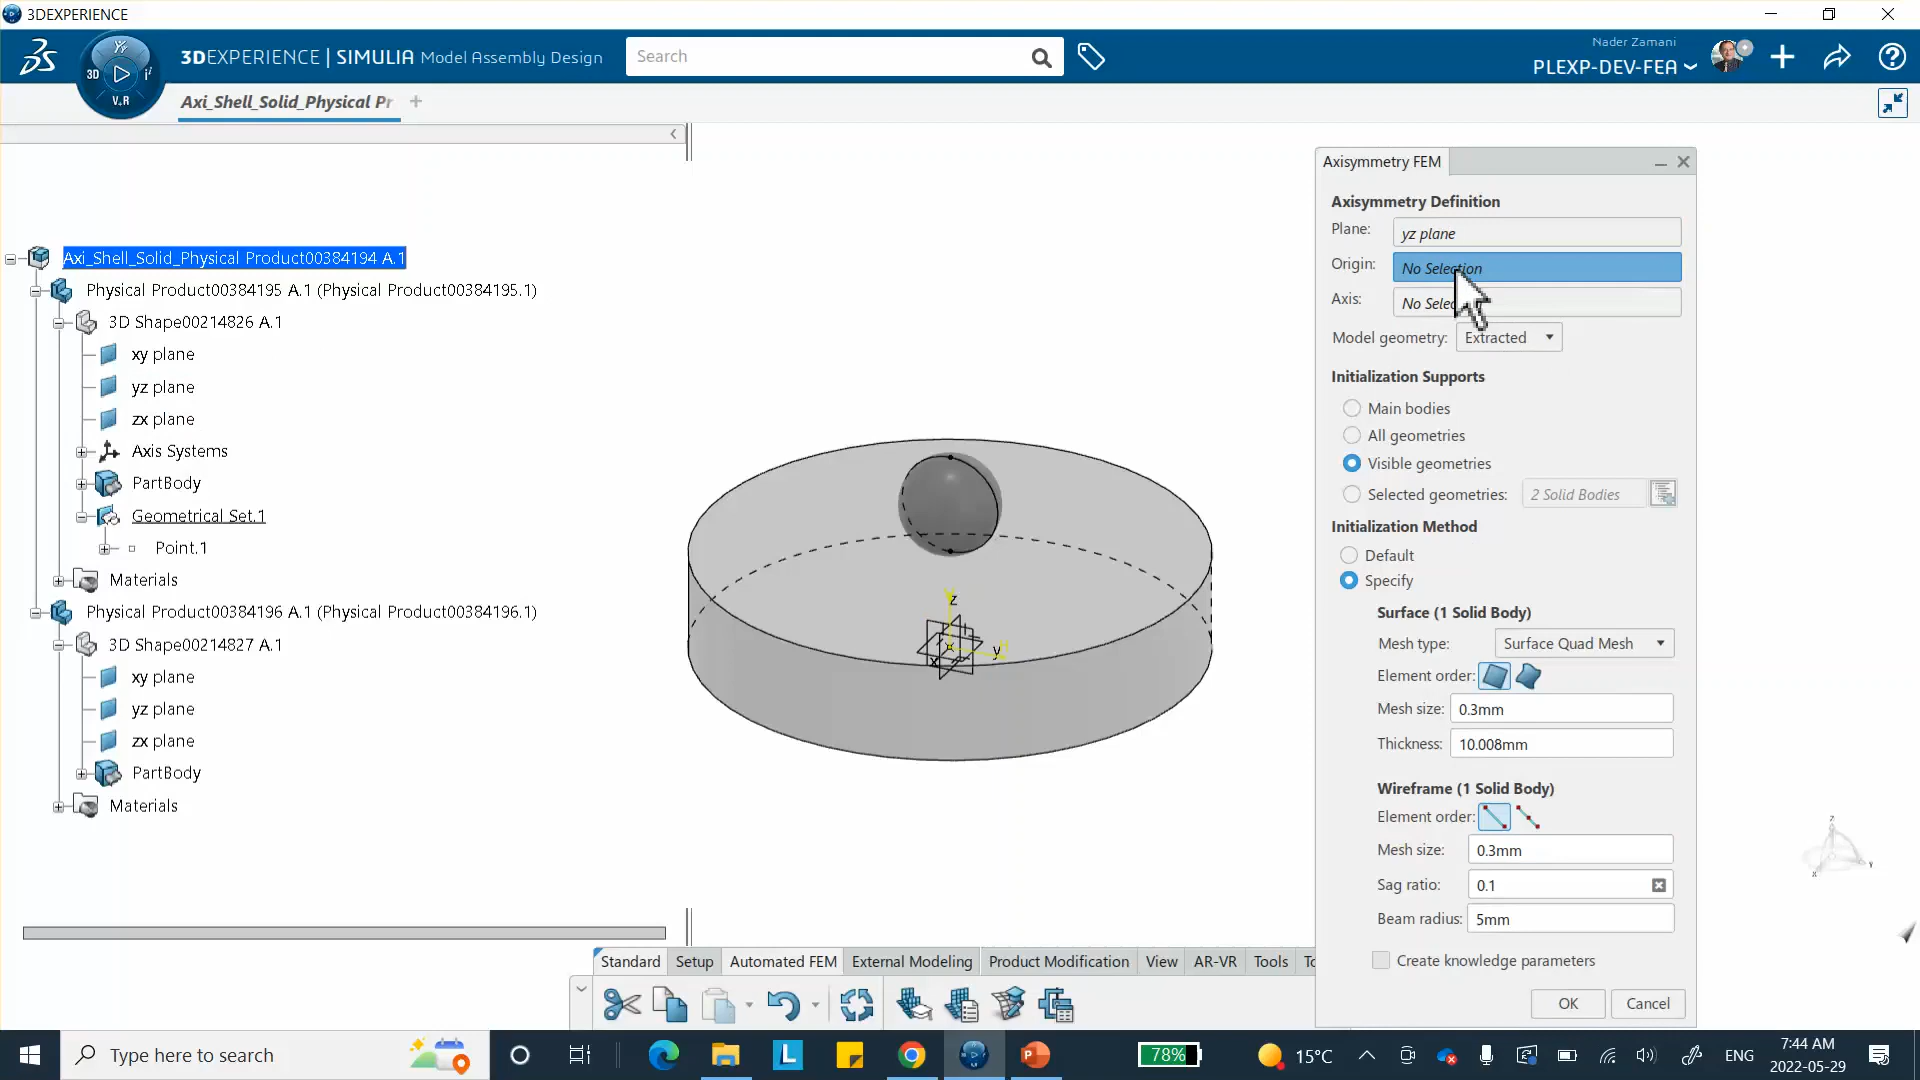 3DEXPERIENCE
3DEXPERIENCE | SIMULIA Model Assembly Design
Search
Nader Zamani
PLEXP-DEV-FEA
3D
V.R
Axi_Shell_Solid_Physical Pr
Axi_Shell_Solid_Physical Product00384194 A.1
Physical Product00384195 A.1 (Physical Product00384195.1)
3D Shape00214826 A.1
xy plane
yz plane
zx plane
Axis Systems
PartBody
Geometrical Set.1
Point.1
Materials
Physical Product00384196 A.1 (Physical Product00384196.1)
3D Shape00214827 A.1
xy plane
yz plane
zx plane
PartBody
Materials
z
y
x
Axisymmetry FEM
Axisymmetry Definition
Plane: yz plane
Origin: No Selection
Axis: No Selec
Model geometry: Extracted
Initialization Supports
Main bodies
All geometries
Visible geometries
Selected geometries: 2 Solid Bodies
Initialization Method
Default
Specify
Surface (1 Solid Body)
Mesh type: Surface Quad Mesh
Element order:
Mesh size: 0.3mm
Thickness: 10.008mm
Wireframe (1 Solid Body)
Element order:
Mesh size: 0.3mm
Sag ratio: 0.1
Beam radius: 5mm
Create knowledge parameters
OK Cancel
Z
Y
X
Standard Setup Automated FEM External Modeling Product Modification View AR-VR Tools To
Type here to search
78%
15°C
ENG
7:44 AM
2022-05-29